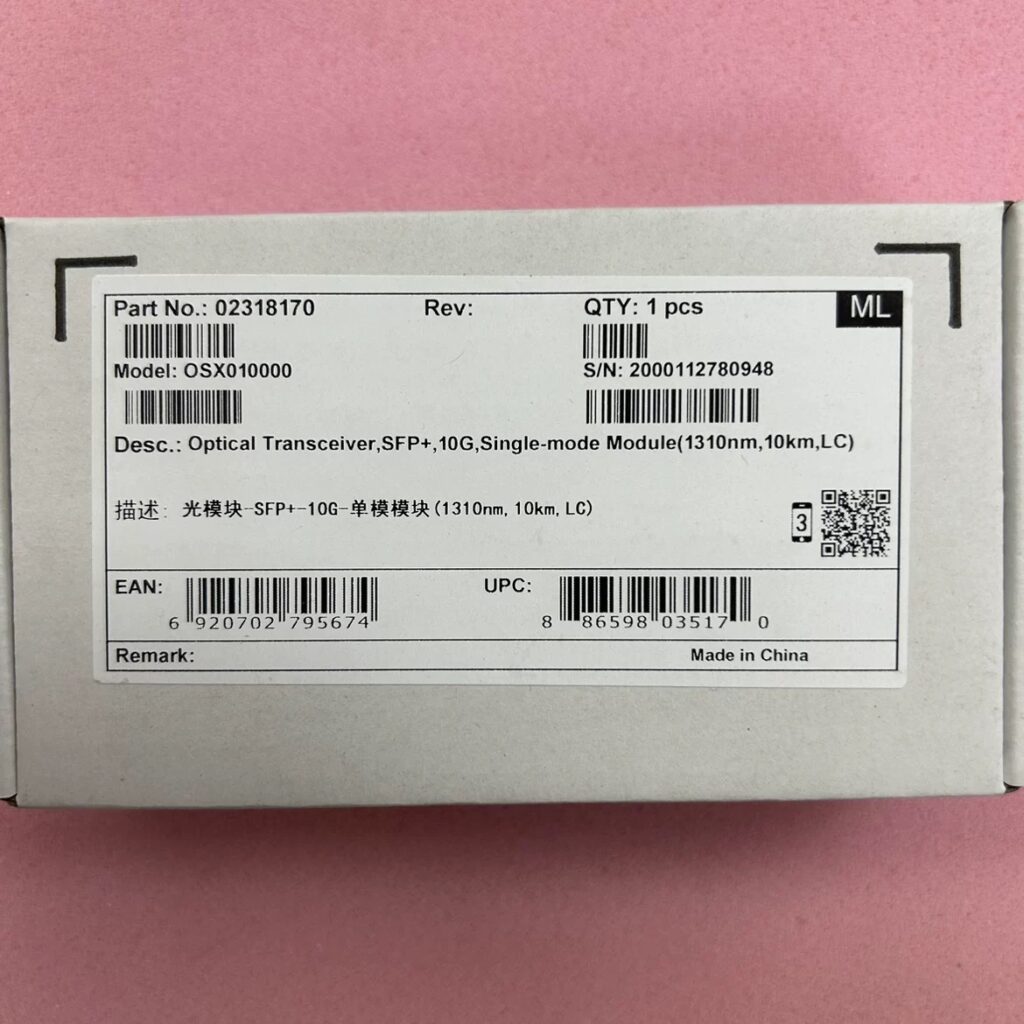 Part No.: 02318170 Rev: QTY: 1 pcs ML
Model: OSX010000 S/N: 2000112780948
Desc.: Optical Transceiver,SFP+,10G,Single-mode Module(1310nm,10km,LC)
描述: 光模块-SFP+-10G-单模模块(1310nm,10km,LC)
3
EAN: UPC:
6 920702 795674 8 86598 03517 0
Remark: Made in China